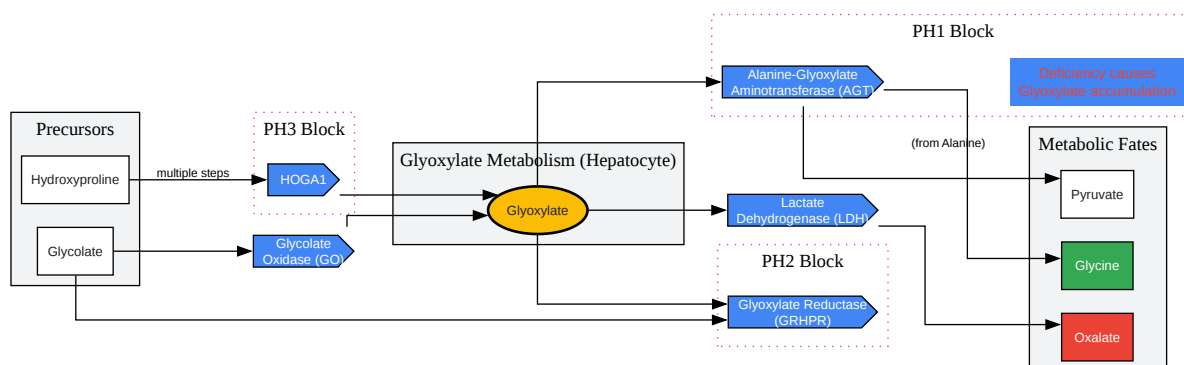 PH1 Block
Alanine-Glyoxylate
Aminotransferase (AGT)
Deficiency causes
Glyoxylate accumulation
Precursors
PH3 Block
Glyoxylate Metabolism (Hepatocyte)
(from Alanine)
Metabolic Fates
Hydroxyproline
multiple steps
HOGA1
Pyruvate
Glyoxylate
Lactate
Dehydrogenase (LDH)
Glycolate
Glycolate
Oxidase (GO)
PH2 Block
Glycine
Glyoxylate Reductase
(GRHPR)
Oxalate